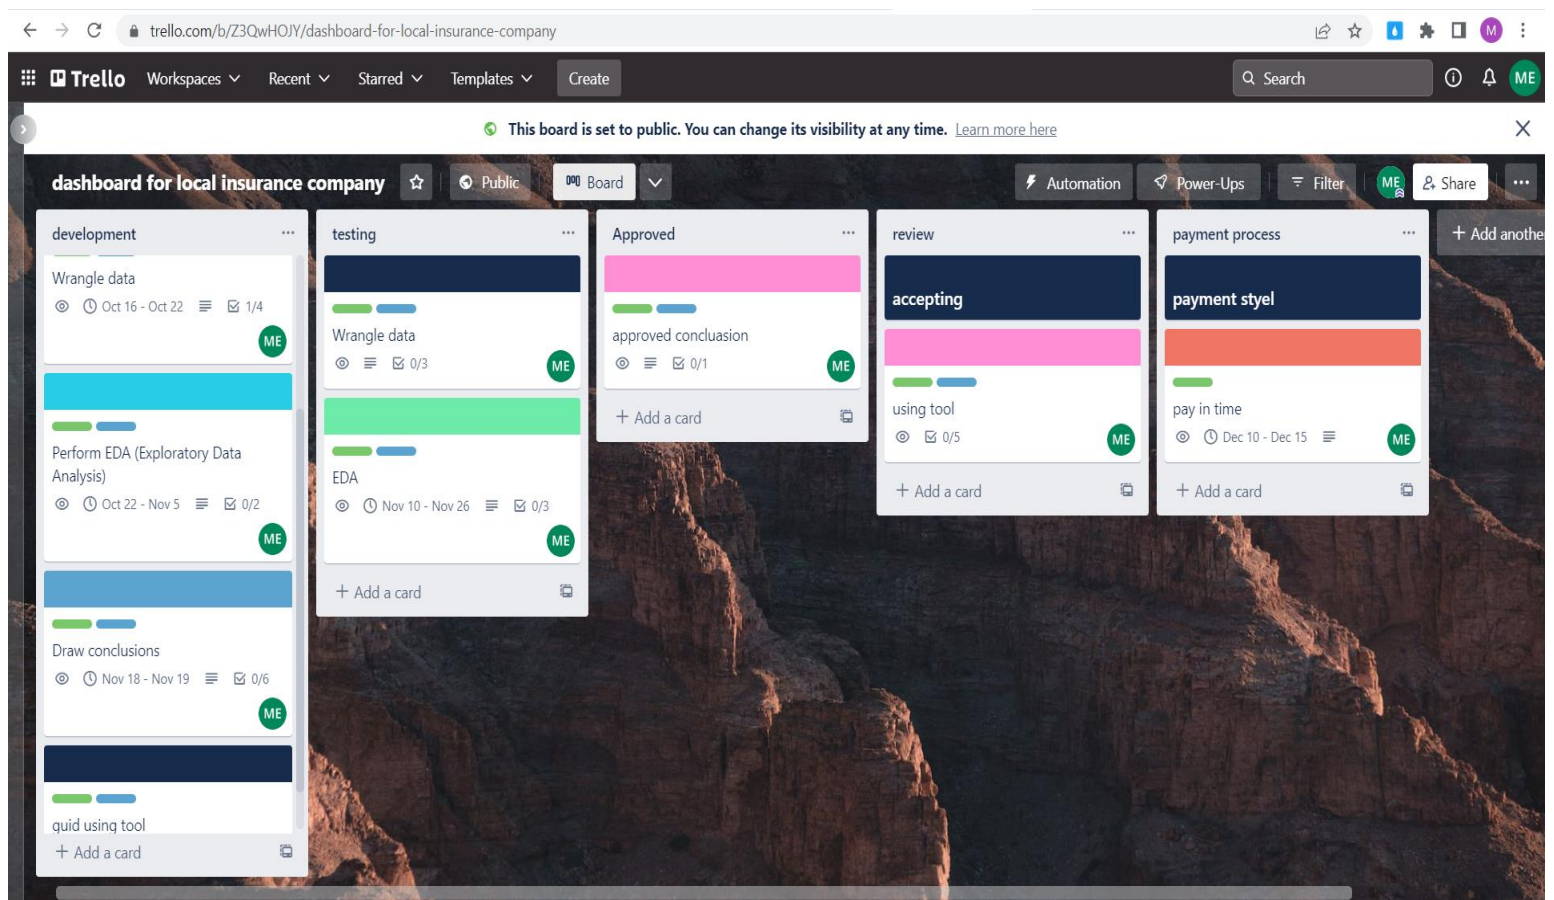 trello.com/b/Z3QwHOJY/dashboard-for-local-insurance-company
M
Trello Workspaces Recent Starred Templates Create Search ME
This board is set to public. You can change its visibility at any time. Learn more here
dashboard for local insurance company Public Board Automation Power-Ups Filter ME Share
development
Wrangle data
Oct 16 - Oct 22 1/4
ME
Perform EDA (Exploratory Data
Analysis)
Oct 22 - Nov 5 0/2
ME
Draw conclusions
Nov 18 - Nov 19 0/6
ME
guid using tool
+ Add a card
testing
Wrangle data
0/3
ME
EDA
Nov 10 - Nov 26 0/3
ME
+ Add a card
Approved
approved concluasion
0/1
ME
+ Add a card
review
accepting
using tool
0/5
ME
+ Add a card
payment process
payment styel
pay in time
Dec 10 - Dec 15
ME
+ Add a card
+ Add another